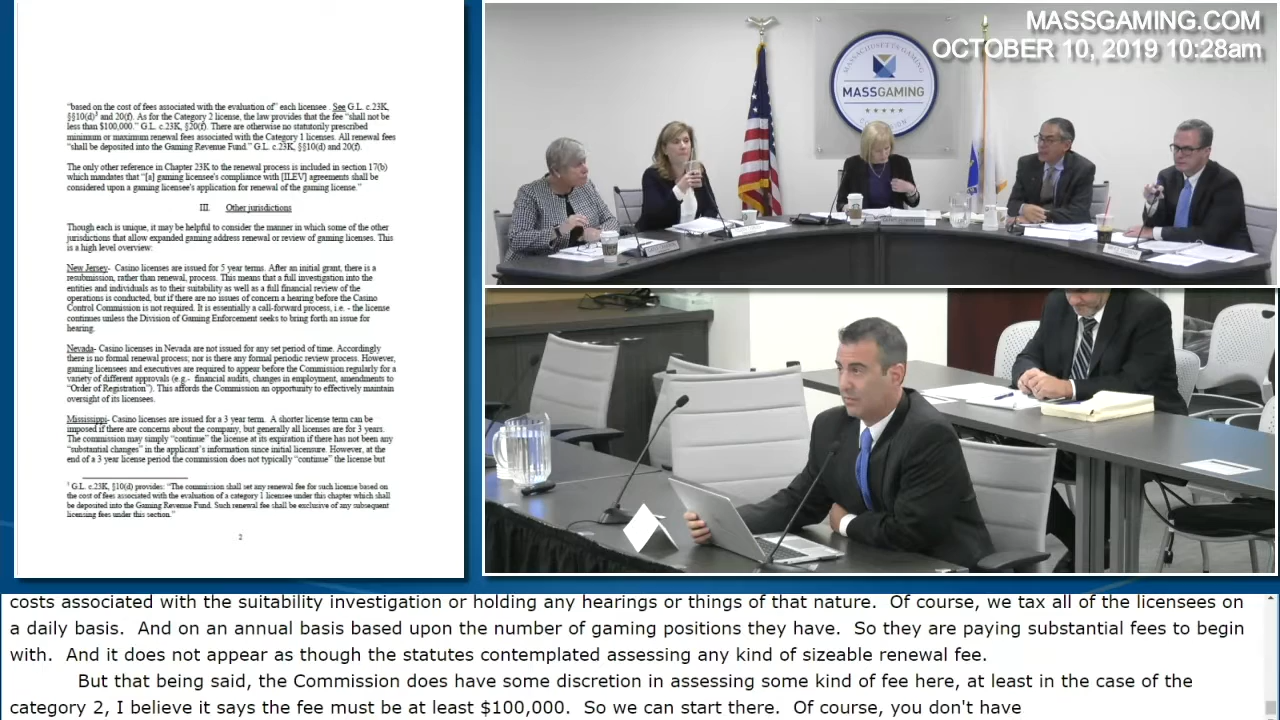 "based on the cost of fees associated with the evaluation of" each licensee . See G.L. c.23K,
§§10(d)³ and 20(f). As for the Category 2 license, the law provides that the fee "shall not be
less than $100,000." G.L. c.23K, §20(f). There are otherwise no statutorily prescribed
minimum or maximum renewal fees associated with the Category 1 licenses. All renewal fees
"shall be deposited into the Gaming Revenue Fund." G.L. c.23K, §§10(d) and 20(f).
The only other reference in Chapter 23K to the renewal process is included in section 17(b)
which mandates that "[a] gaming licensee's compliance with [ILEV] agreements shall be
considered upon a gaming licensee's application for renewal of the gaming license."
III. Other jurisdictions
Though each is unique, it may be helpful to consider the manner in which some of the other
jurisdictions that allow expanded gaming address renewal or review of gaming licenses. This
is a high level overview:
New Jersey- Casino licenses are issued for 5 year terms. After an initial grant, there is a
resubmission, rather than renewal, process. This means that a full investigation into the
entities and individuals as to their suitability as well as a full financial review of the
operations is conducted, but if there are no issues of concern a hearing before the Casino
Control Commission is not required. It is essentially a call-forward process, i.e. - the license
continues unless the Division of Gaming Enforcement seeks to bring forth an issue for
hearing.
Nevada- Casino licenses in Nevada are not issued for any set period of time. Accordingly
there is no formal renewal process; nor is there any formal periodic review process. However,
gaming licensees and executives are required to appear before the Commission regularly for a
variety of different approvals (e.g.- financial audits, changes in employment, amendments to
"Order of Registration"). This affords the Commission an opportunity to effectively maintain
oversight of its licensees.
Mississippi- Casino licenses are issued for a 3 year term. A shorter license term can be
imposed if there are concerns about the company, but generally all licenses are for 3 years.
The commission may simply "continue" the license at its expiration if there has not been any
"substantial changes" in the applicant's information since initial licensure. However, at the
end of a 3 year license period the commission does not typically "continue" the license but
³ G.L. c.23K, §10(d) provides: "The commission shall set any renewal fee for such license based on
the cost of fees associated with the evaluation of a category 1 licensee under this chapter which shall
be deposited into the Gaming Revenue Fund. Such renewal fee shall be exclusive of any subsequent
licensing fees under this section."
2
MASSGAMING.COM
OCTOBER 10, 2019 10:28am
MASSACHUSETTS GAMING
MASSGAMING
COMMISSION
costs associated with the suitability investigation or holding any hearings or things of that nature.  Of course, we tax all of the licensees on
a daily basis.  And on an annual basis based upon the number of gaming positions they have.  So they are paying substantial fees to begin
with.  And it does not appear as though the statutes contemplated assessing any kind of sizeable renewal fee.
But that being said, the Commission does have some discretion in assessing some kind of fee here, at least in the case of the
category 2, I believe it says the fee must be at least $100,000.  So we can start there.  Of course, you don't have